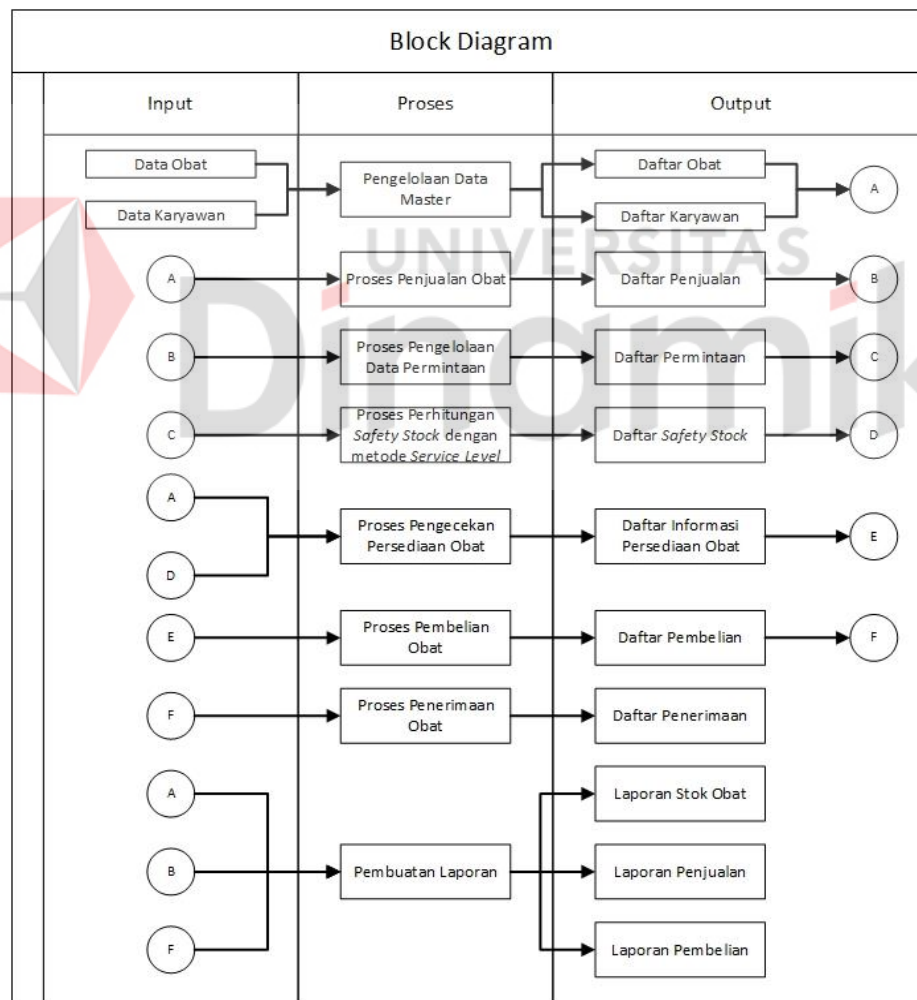 Block Diagram
Input
Proses
Output
Data Obat
Data Karyawan
Pengelolaan Data
Master
Daftar Obat
Daftar Karyawan
A
UNIVERSITAS
Dinamik
A
Proses Penjualan Obat
Daftar Penjualan
B
B
Proses Pengelolaan
Data Permintaan
Daftar Permintaan
C
C
Proses Perhitungan
Safety Stock dengan
metode Service Level
Daftar Safety Stock
D
A
D
Proses Pengecekan
Persediaan Obat
Daftar Informasi
Persediaan Obat
E
E
Proses Pembelian
Obat
Daftar Pembelian
F
F
Proses Penerimaan
Obat
Daftar Penerimaan
A
B
F
Pembuatan Laporan
Laporan Stok Obat
Laporan Penjualan
Laporan Pembelian